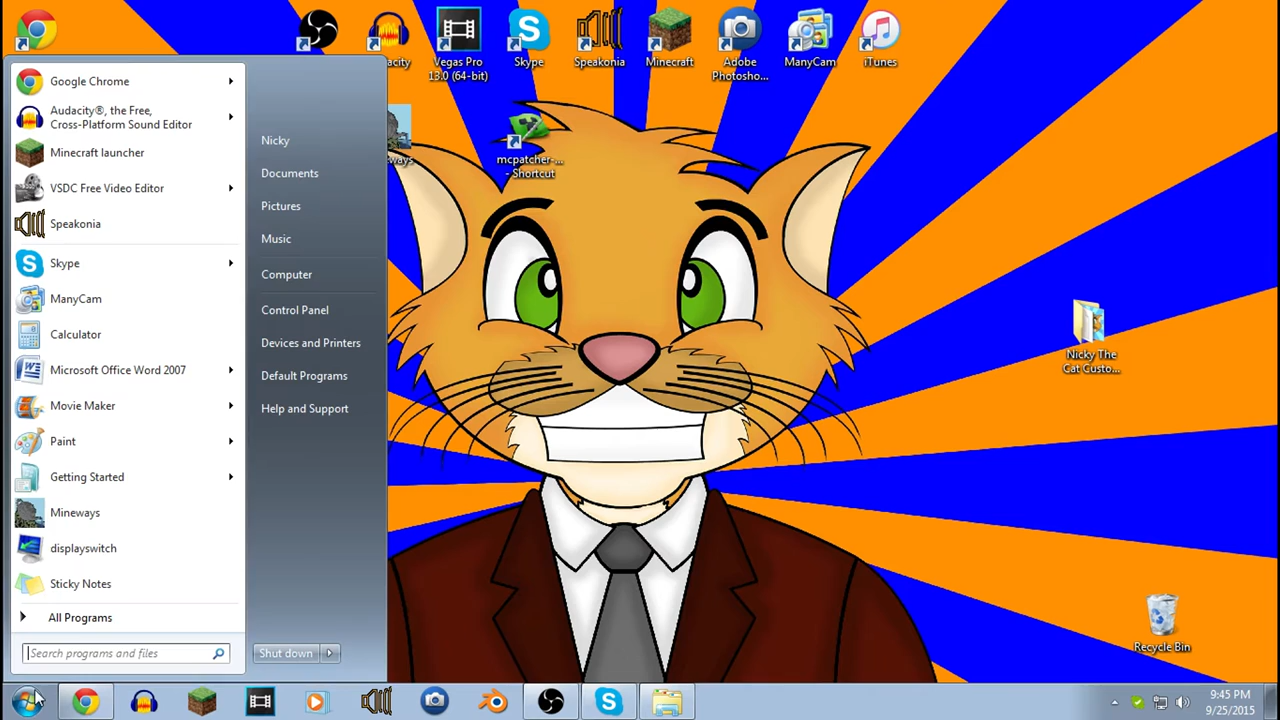 acity
Vegas Pro
13.0 (64-bit)
Skype
Speakonia
Minecraft
Adobe
Photosho...
ManyCam
iTunes
ways
mcpatcher-...
- Shortcut
Google Chrome
Audacity®, the Free,
Cross-Platform Sound Editor
Minecraft launcher
VSDC Free Video Editor
Speakonia
Skype
ManyCam
Calculator
Microsoft Office Word 2007
Movie Maker
Paint
Getting Started
Mineways
displayswitch
Sticky Notes
All Programs
Search programs and files
Nicky
Documents
Pictures
Music
Computer
Control Panel
Devices and Printers
Default Programs
Help and Support
Shut down
Nicky The
Cat Custo...
Recycle Bin
9:45 PM
9/25/2015